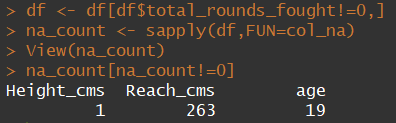 > df <- df[df$total_rounds_fought!=0,]
> na_count <- sapply(df,FUN=col_na)
> View(na_count)
> na_count[na_count!=0]
Height_cms Reach_cms age
1 263 19